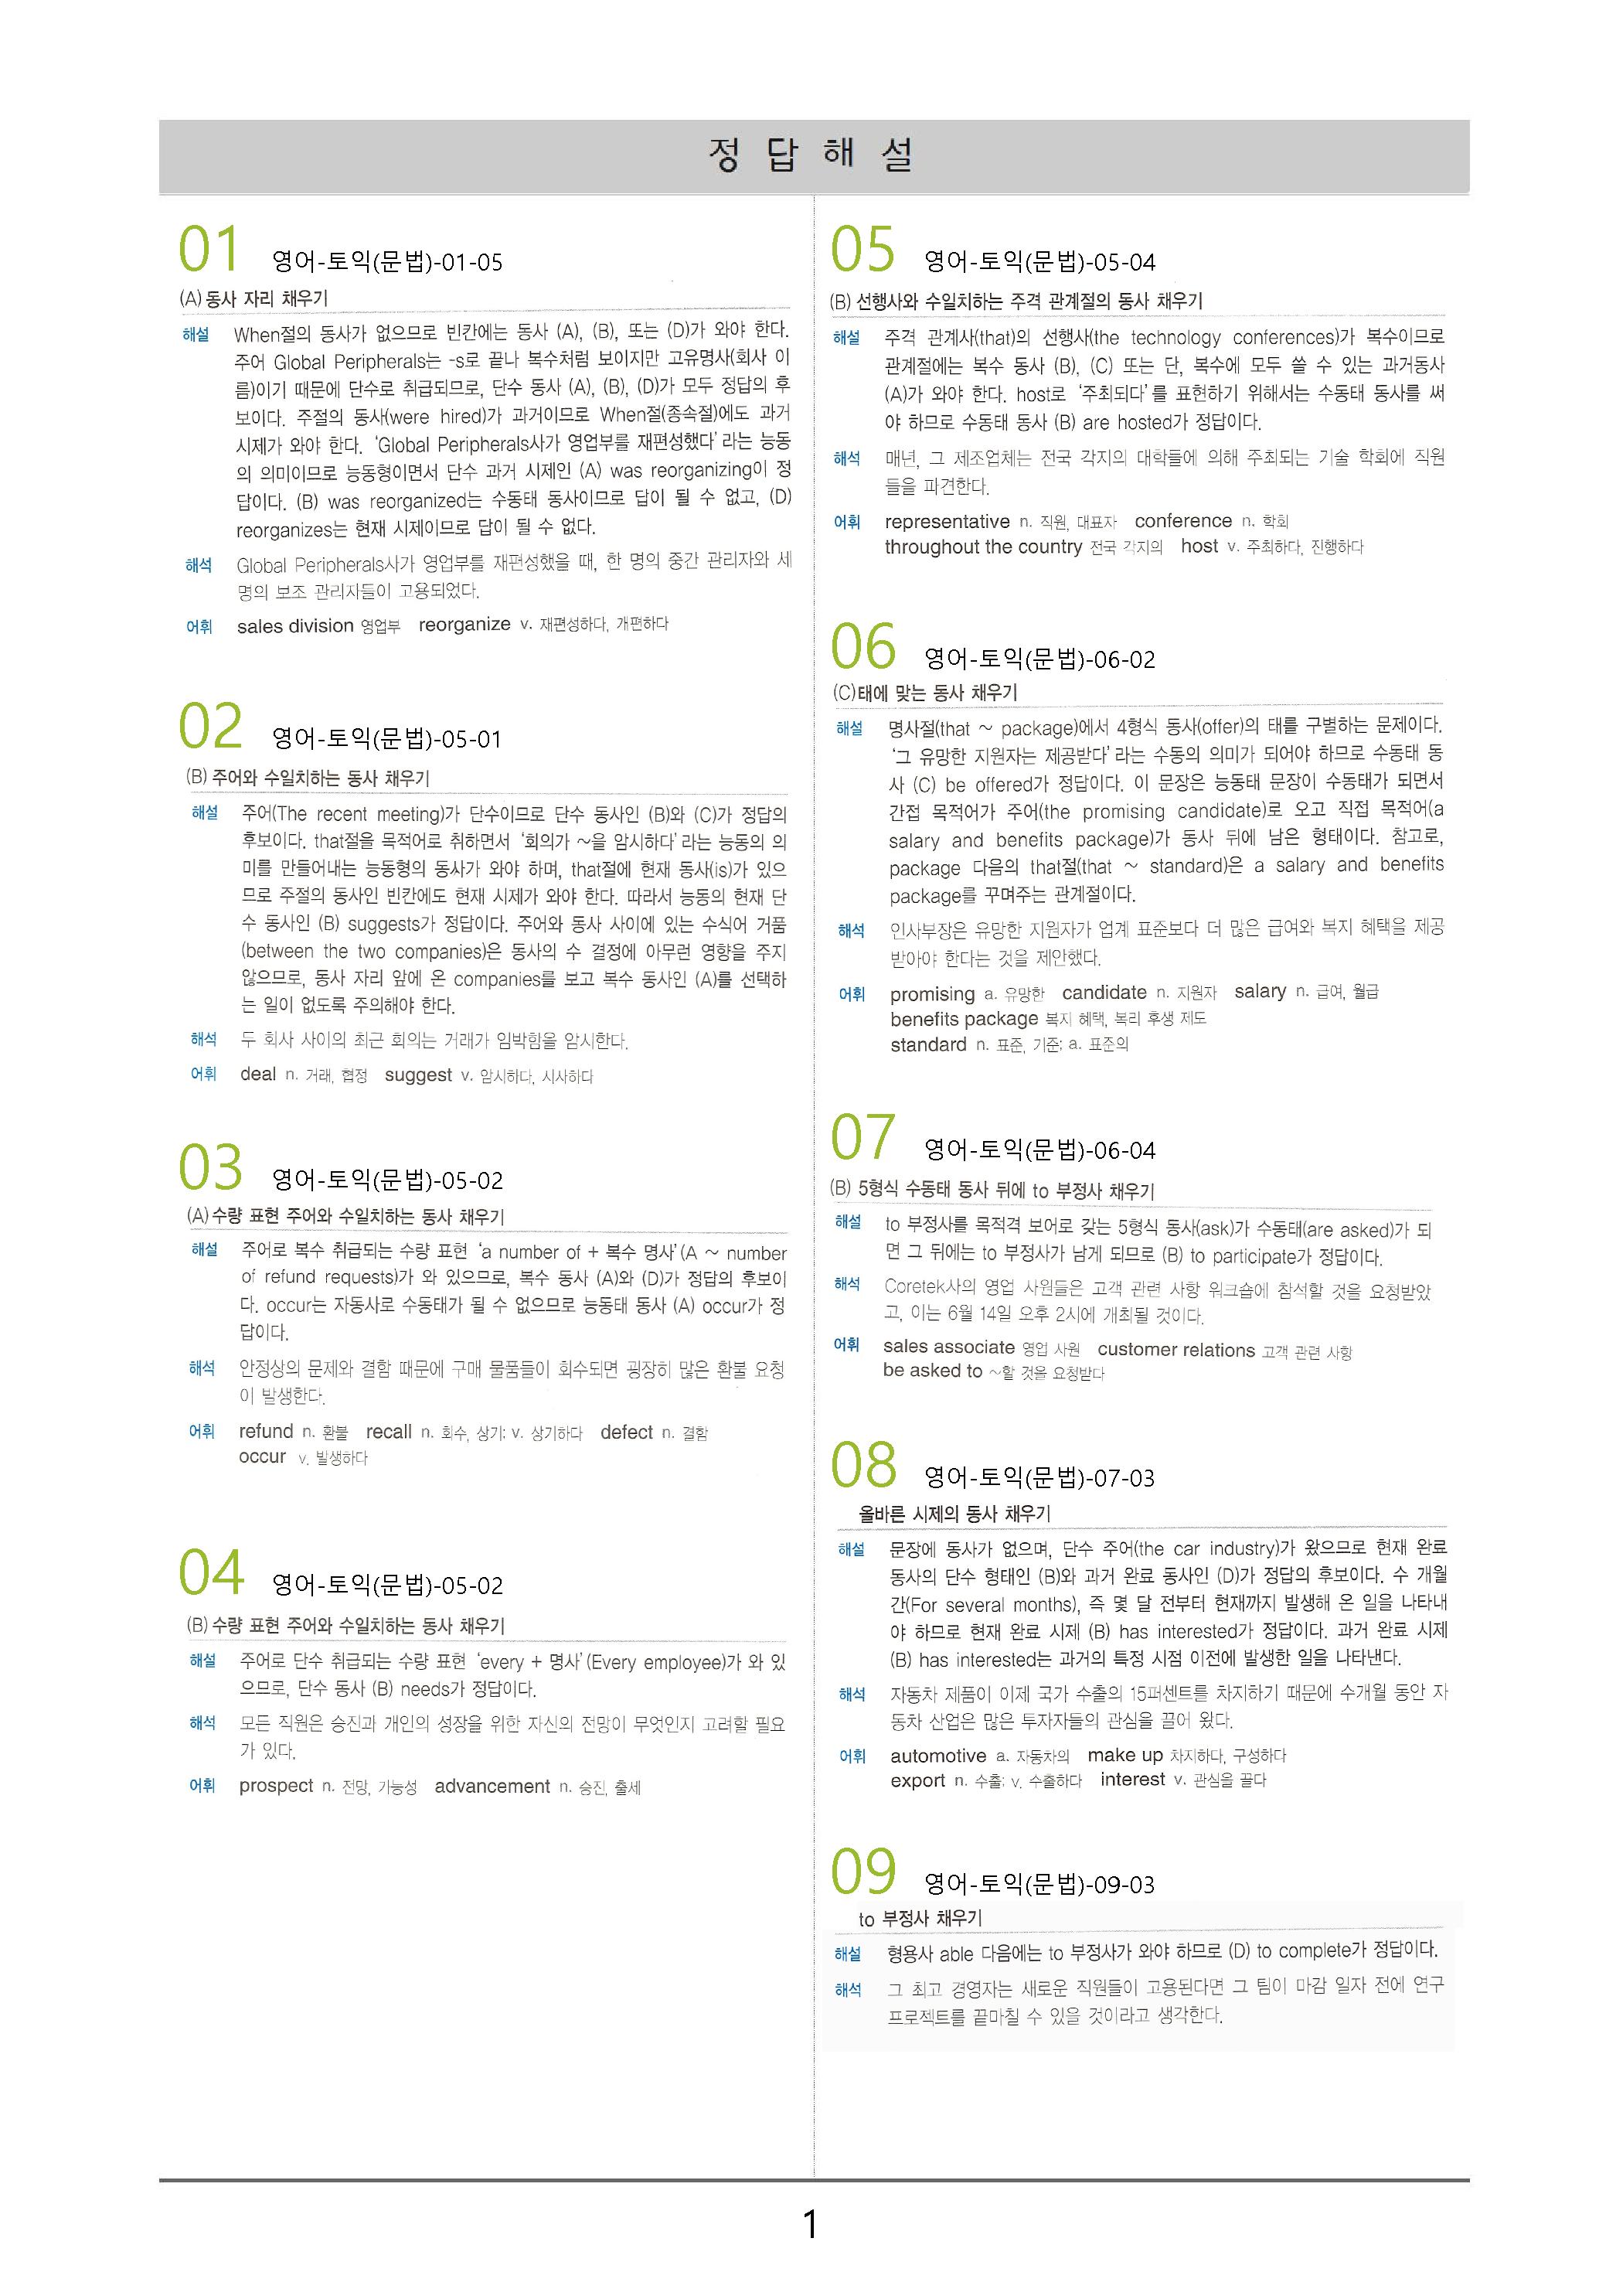 정 답 해 설
01 영어-토익(문법)-01-05
(A) 동사 자리 채우기
해설 When절의 동사가 없으므로 빈칸에는 동사 (A), (B), 또는 (D)가 와야 한다.
주어 Global Peripherals는 -s로 끝나 복수처럼 보이지만 고유명사(회사 이
름)이기 때문에 단수로 취급되므로, 단수 동사 (A), (B), (D)가 모두 정답의 후
보이다. 주절의 동사(were hired)가 과거이므로 When절(종속절)에도 과거
시제가 와야 한다. ‘Global Peripherals사가 영업부를 재편성했다’라는 능동
의 의미이므로 능동형이면서 단수 과거 시제인 (A) was reorganizing이 정
답이다. (B) was reorganized는 수동태 동사이므로 답이 될 수 없고, (D)
reorganizes는 현재 시제이므로 답이 될 수 없다.
해석 Global Peripherals사가 영업부를 재편성했을 때, 한 명의 중간 관리자와 세
명의 보조 관리자들이 고용되었다.
어휘 sales division 영업부 reorganize v. 재편성하다, 개편하다
02 영어-토익(문법)-05-01
(B) 주어와 수일치하는 동사 채우기
해설 주어(The recent meeting)가 단수이므로 단수 동사인 (B)와 (C)가 정답의
후보이다. that절을 목적어로 취하면서 ‘회의가 ~을 암시하다’라는 능동의 의
미를 만들어내는 능동형의 동사가 와야 하며, that절에 현재 동사(is)가 있으
므로 주절의 동사인 빈칸에도 현재 시제가 와야 한다. 따라서 능동의 현재 단
수 동사인 (B) suggests가 정답이다. 주어와 동사 사이에 있는 수식어 거품
(between the two companies)은 동사의 수 결정에 아무런 영향을 주지
않으므로, 동사 자리 앞에 온 companies를 보고 복수 동사인 (A)를 선택하
는 일이 없도록 주의해야 한다.
해석 두 회사 사이의 최근 회의는 거래가 임박함을 암시한다.
어휘 deal n. 거래, 협정 suggest v. 암시하다, 시사하다
03 영어-토익(문법)-05-02
(A) 수량 표현 주어와 수일치하는 동사 채우기
해설 주어로 복수 취급되는 수량 표현 ‘a number of + 복수 명사’(A ~ number
of refund requests)가 와 있으므로, 복수 동사 (A)와 (D)가 정답의 후보이
다. occur는 자동사로 수동태가 될 수 없으므로 능동태 동사 (A) occur가 정
답이다.
해석 안정상의 문제와 결함 때문에 구매 물품들이 회수되면 굉장히 많은 환불 요청
이 발생한다.
어휘 refund n. 환불 recall n. 회수, 상기; v. 상기하다 defect n. 결함
occur v. 발생하다
04 영어-토익(문법)-05-02
(B) 수량 표현 주어와 수일치하는 동사 채우기
해설 주어로 단수 취급되는 수량 표현 ‘every + 명사’(Every employee)가 와 있
으므로, 단수 동사 (B) needs가 정답이다.
해석 모든 직원은 승진과 개인의 성장을 위한 자신의 전망이 무엇인지 고려할 필요
가 있다.
어휘 prospect n. 전망, 가능성 advancement n. 승진, 출세
05 영어-토익(문법)-05-04
(B) 선행사와 수일치하는 주격 관계절의 동사 채우기
해설 주격 관계사(that)의 선행사(the technology conferences)가 복수이므로
관계절에는 복수 동사 (B), (C) 또는 단, 복수에 모두 쓸 수 있는 과거동사
(A)가 와야 한다. host로 ‘주최되다’를 표현하기 위해서는 수동태 동사를 써
야 하므로 수동태 동사 (B) are hosted가 정답이다.
해석 매년, 그 제조업체는 전국 각지의 대학들에 의해 주최되는 기술 학회에 직원
들을 파견한다.
어휘 representative n. 직원, 대표자 conference n. 학회
throughout the country 전국 각지의 host v. 주최하다, 진행하다
06 영어-토익(문법)-06-02
(C)태에 맞는 동사 채우기
해설 명사절(that ~ package)에서 4형식 동사(offer)의 태를 구별하는 문제이다.
‘그 유망한 지원자는 제공받다’라는 수동의 의미가 되어야 하므로 수동태 동
사 (C) be offered가 정답이다. 이 문장은 능동태 문장이 수동태가 되면서
간접 목적어가 주어(the promising candidate)로 오고 직접 목적어(a
salary and benefits package)가 동사 뒤에 남은 형태이다. 참고로,
package 다음의 that절(that ~ standard)은 a salary and benefits
package를 꾸며주는 관계절이다.
해석 인사부장은 유망한 지원자가 업계 표준보다 더 많은 급여와 복지 혜택을 제공
받아야 한다는 것을 제안했다.
어휘 promising a. 유망한 candidate n. 지원자 salary n. 급여, 월급
benefits package 복지 혜택, 복리 후생 제도
standard n. 표준, 기준; a. 표준의
07 영어-토익(문법)-06-04
(B) 5형식 수동태 동사 뒤에 to 부정사 채우기
해설 to 부정사를 목적격 보어로 갖는 5형식 동사(ask)가 수동태(are asked)가 되
면 그 뒤에는 to 부정사가 남게 되므로 (B) to participate가 정답이다.
해석 Coretek사의 영업 사원들은 고객 관련 사항 워크숍에 참석할 것을 요청받았
고, 이는 6월 14일 오후 2시에 개최될 것이다.
어휘 sales associate 영업 사원 customer relations 고객 관련 사항
be asked to ~할 것을 요청받다
08 영어-토익(문법)-07-03
올바른 시제의 동사 채우기
해설 문장에 동사가 없으며, 단수 주어(the car industry)가 왔으므로 현재 완료
동사의 단수 형태인 (B)와 과거 완료 동사인 (D)가 정답의 후보이다. 수 개월
간(For several months), 즉 몇 달 전부터 현재까지 발생해 온 일을 나타내
야 하므로 현재 완료 시제 (B) has interested가 정답이다. 과거 완료 시제
(B) has interested는 과거의 특정 시점 이전에 발생한 일을 나타낸다.
해석 자동차 제품이 이제 국가 수출의 15퍼센트를 차지하기 때문에 수개월 동안 자
동차 산업은 많은 투자자들의 관심을 끌어 왔다.
어휘 automotive a. 자동차의 make up 차지하다, 구성하다
export n. 수출; v. 수출하다 interest v. 관심을 끌다
09 영어-토익(문법)-09-03
to 부정사 채우기
해설 형용사 able 다음에는 to 부정사가 와야 하므로 (D) to complete가 정답이다.
해석 그 최고 경영자는 새로운 직원들이 고용된다면 그 팀이 마감 일자 전에 연구
프로젝트를 끝마칠 수 있을 것이라고 생각한다.
1